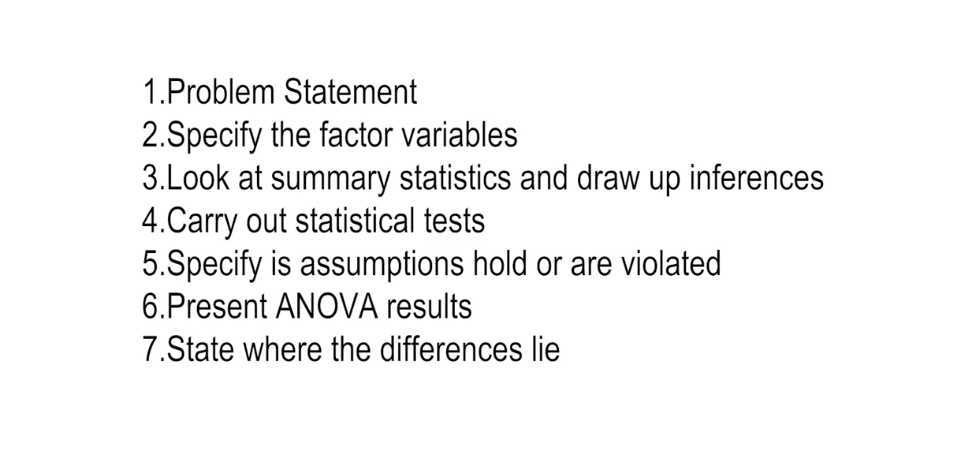 1.Problem Statement
2.Specify the factor variables
3.Look at summary statistics and draw up inferences
4.Carry out statistical tests
5.Specify is assumptions hold or are violated
6.Present ANOVA results
7.State where the differences lie